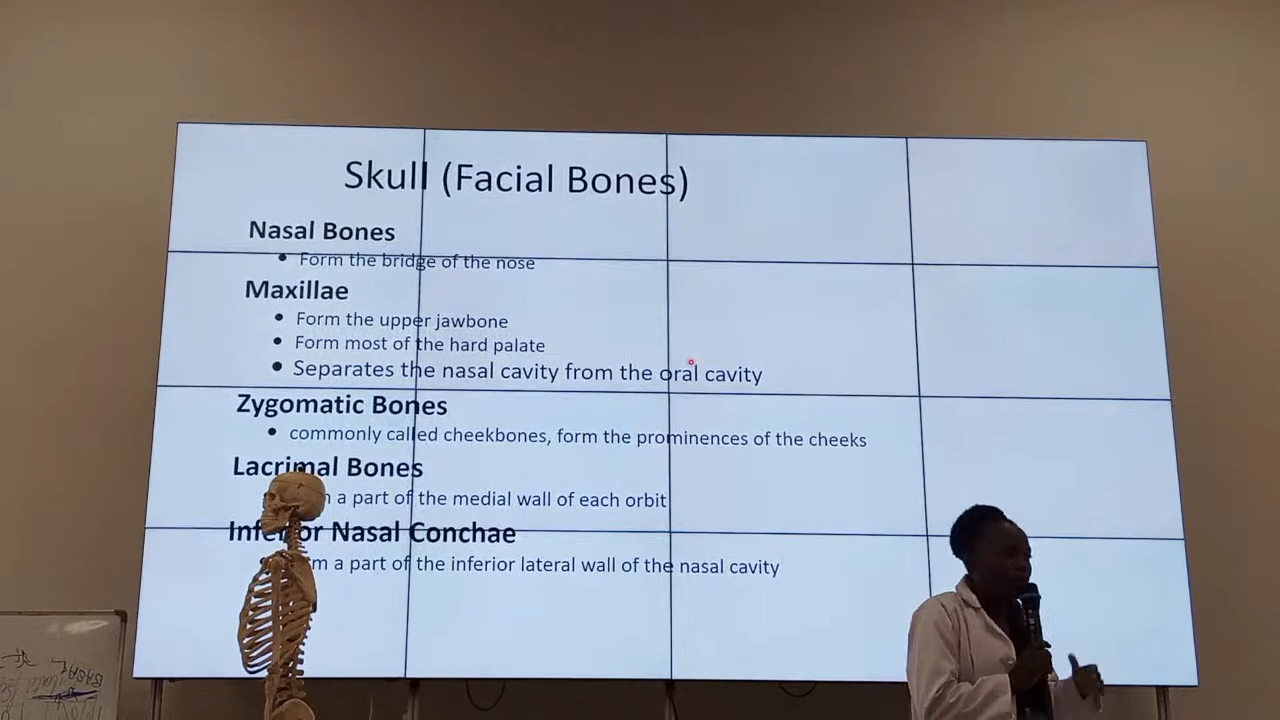 Skull (Facial Bones)
Nasal Bones
• Form the bridge of the nose
Maxillae
• Form the upper jawbone
• Form most of the hard palate
• Separates the nasal cavity from the oral cavity
Zygomatic Bones
• commonly called cheekbones, form the prominences of the cheeks
Lacrimal Bones
a part of the medial wall of each orbit
Inferior Nasal Conchae
a part of the inferior lateral wall of the nasal cavity